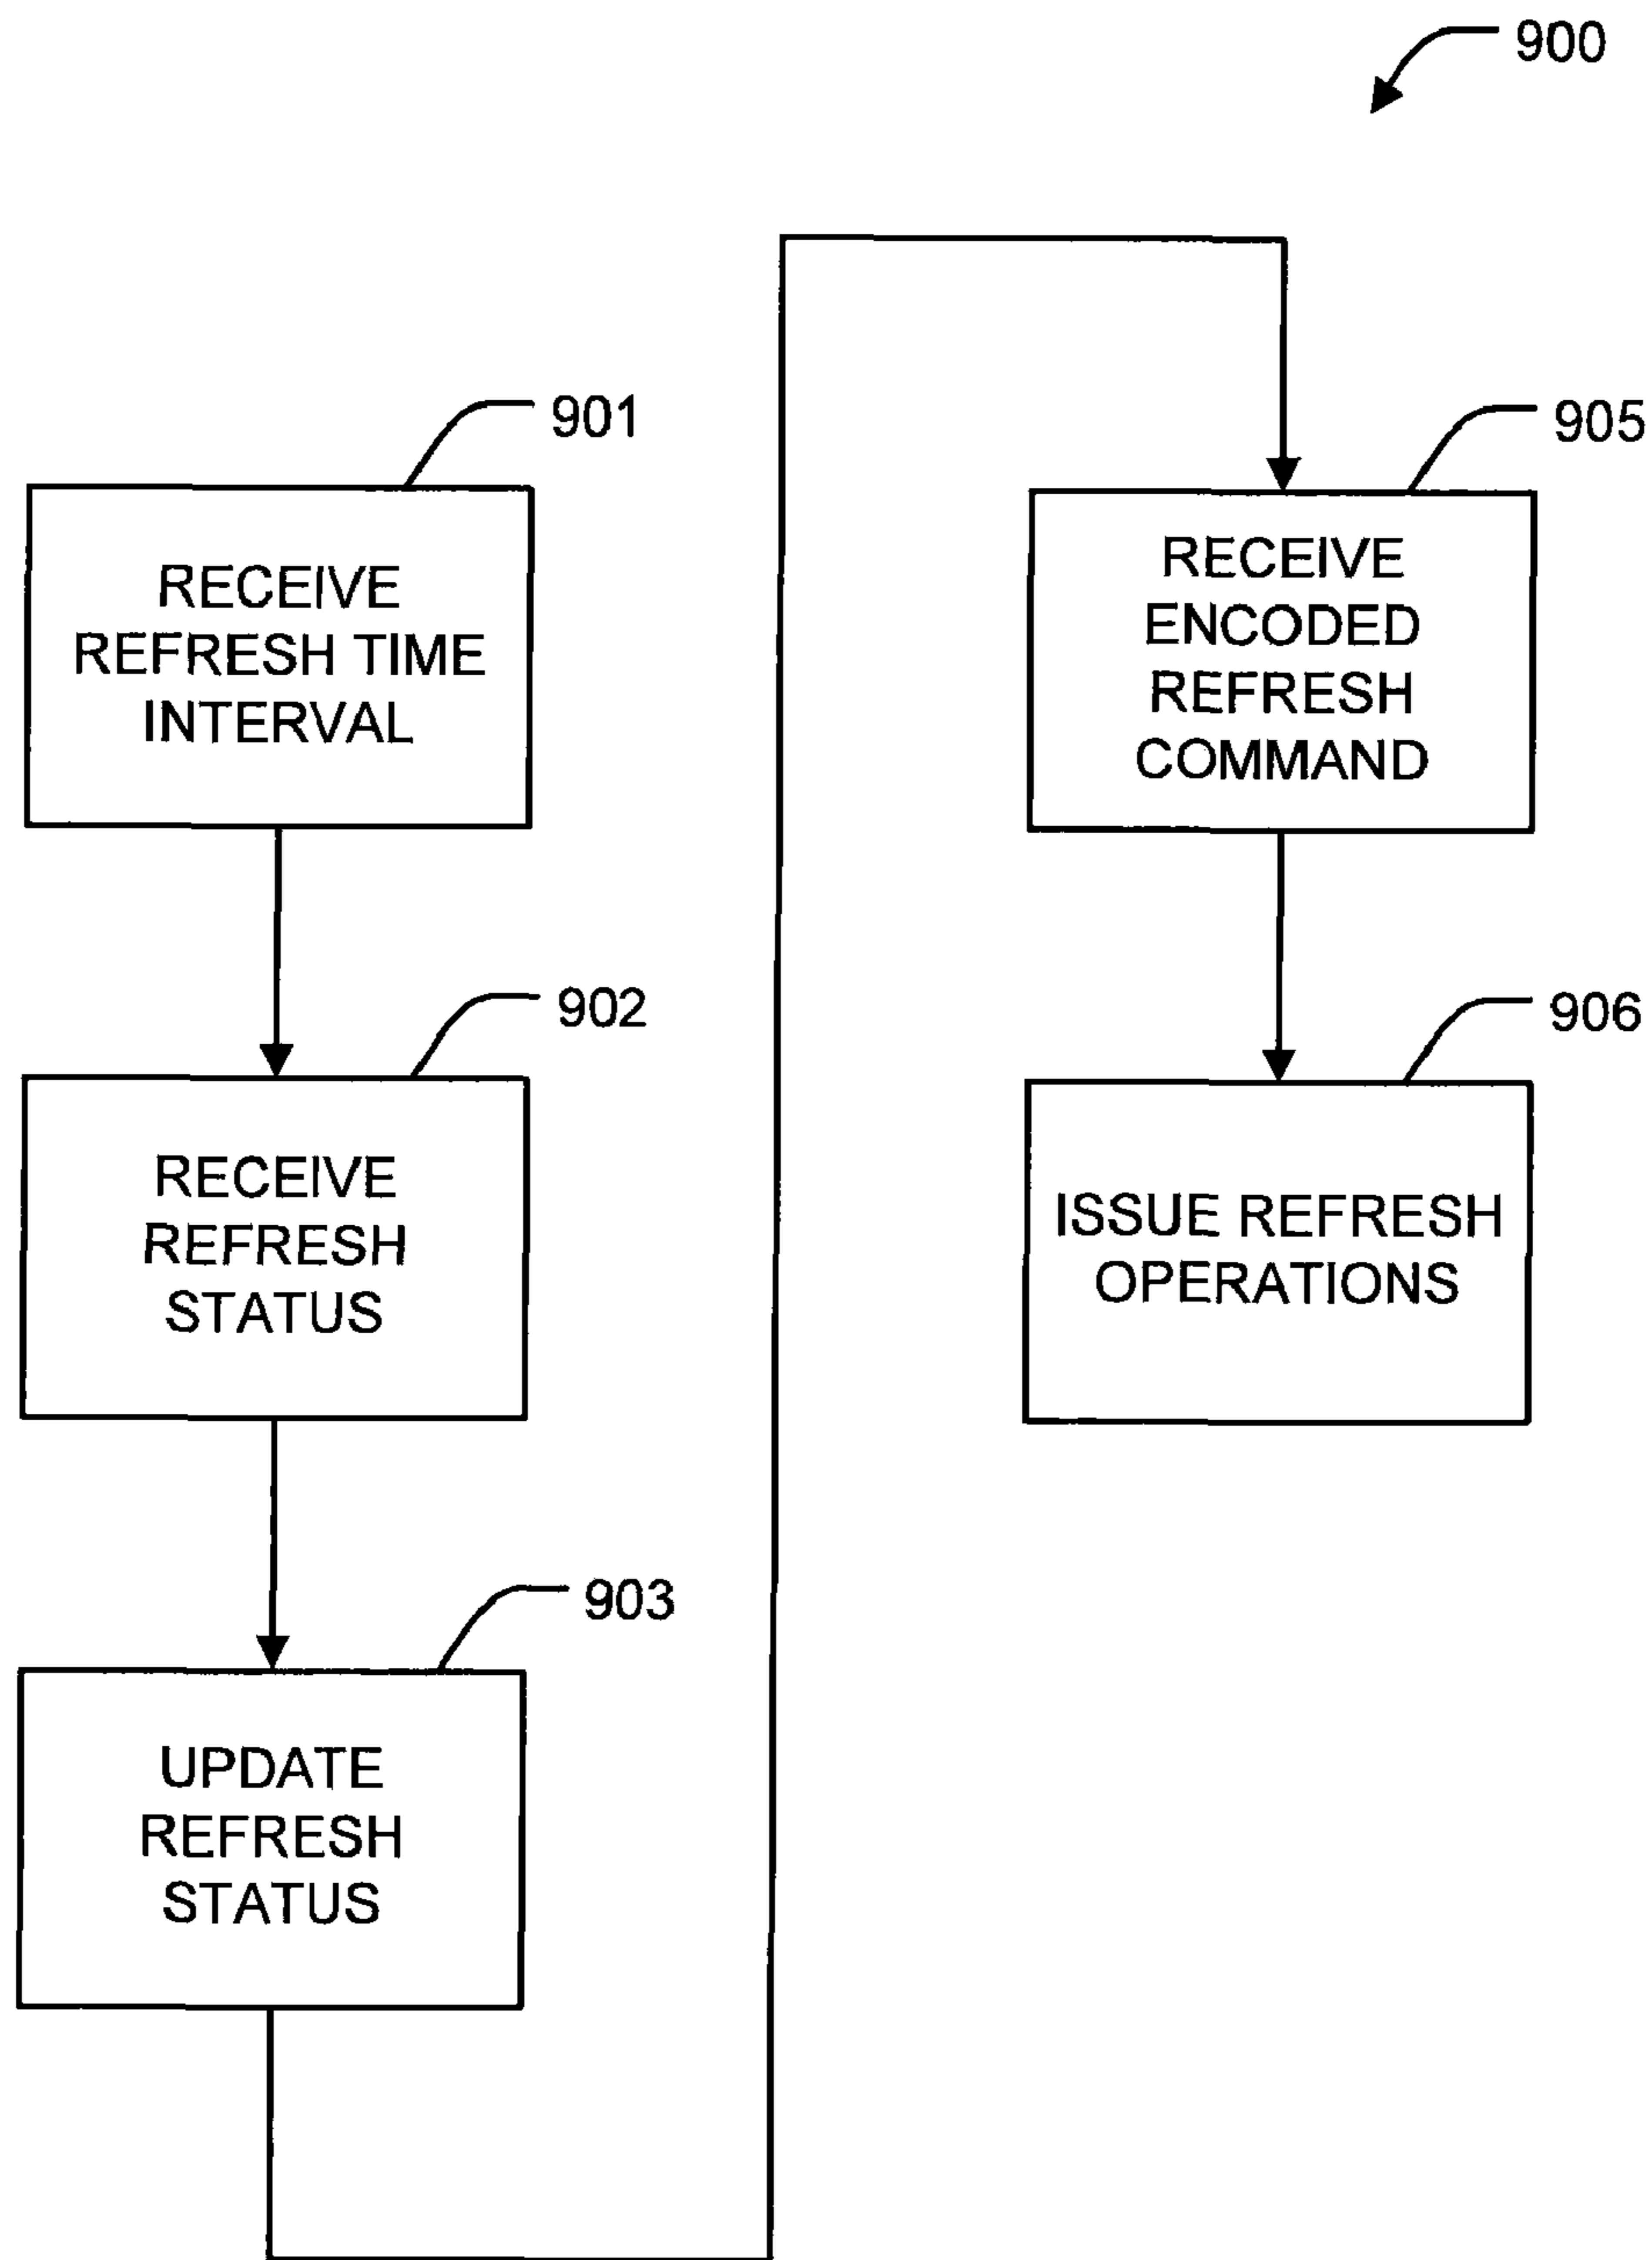 900
901
RECEIVE
REFRESH TIME
INTERVAL
902
RECEIVE
REFRESH
STATUS
903
UPDATE
REFRESH
STATUS
905
RECEIVE
ENCODED
REFRESH
COMMAND
906
ISSUE REFRESH
OPERATIONS